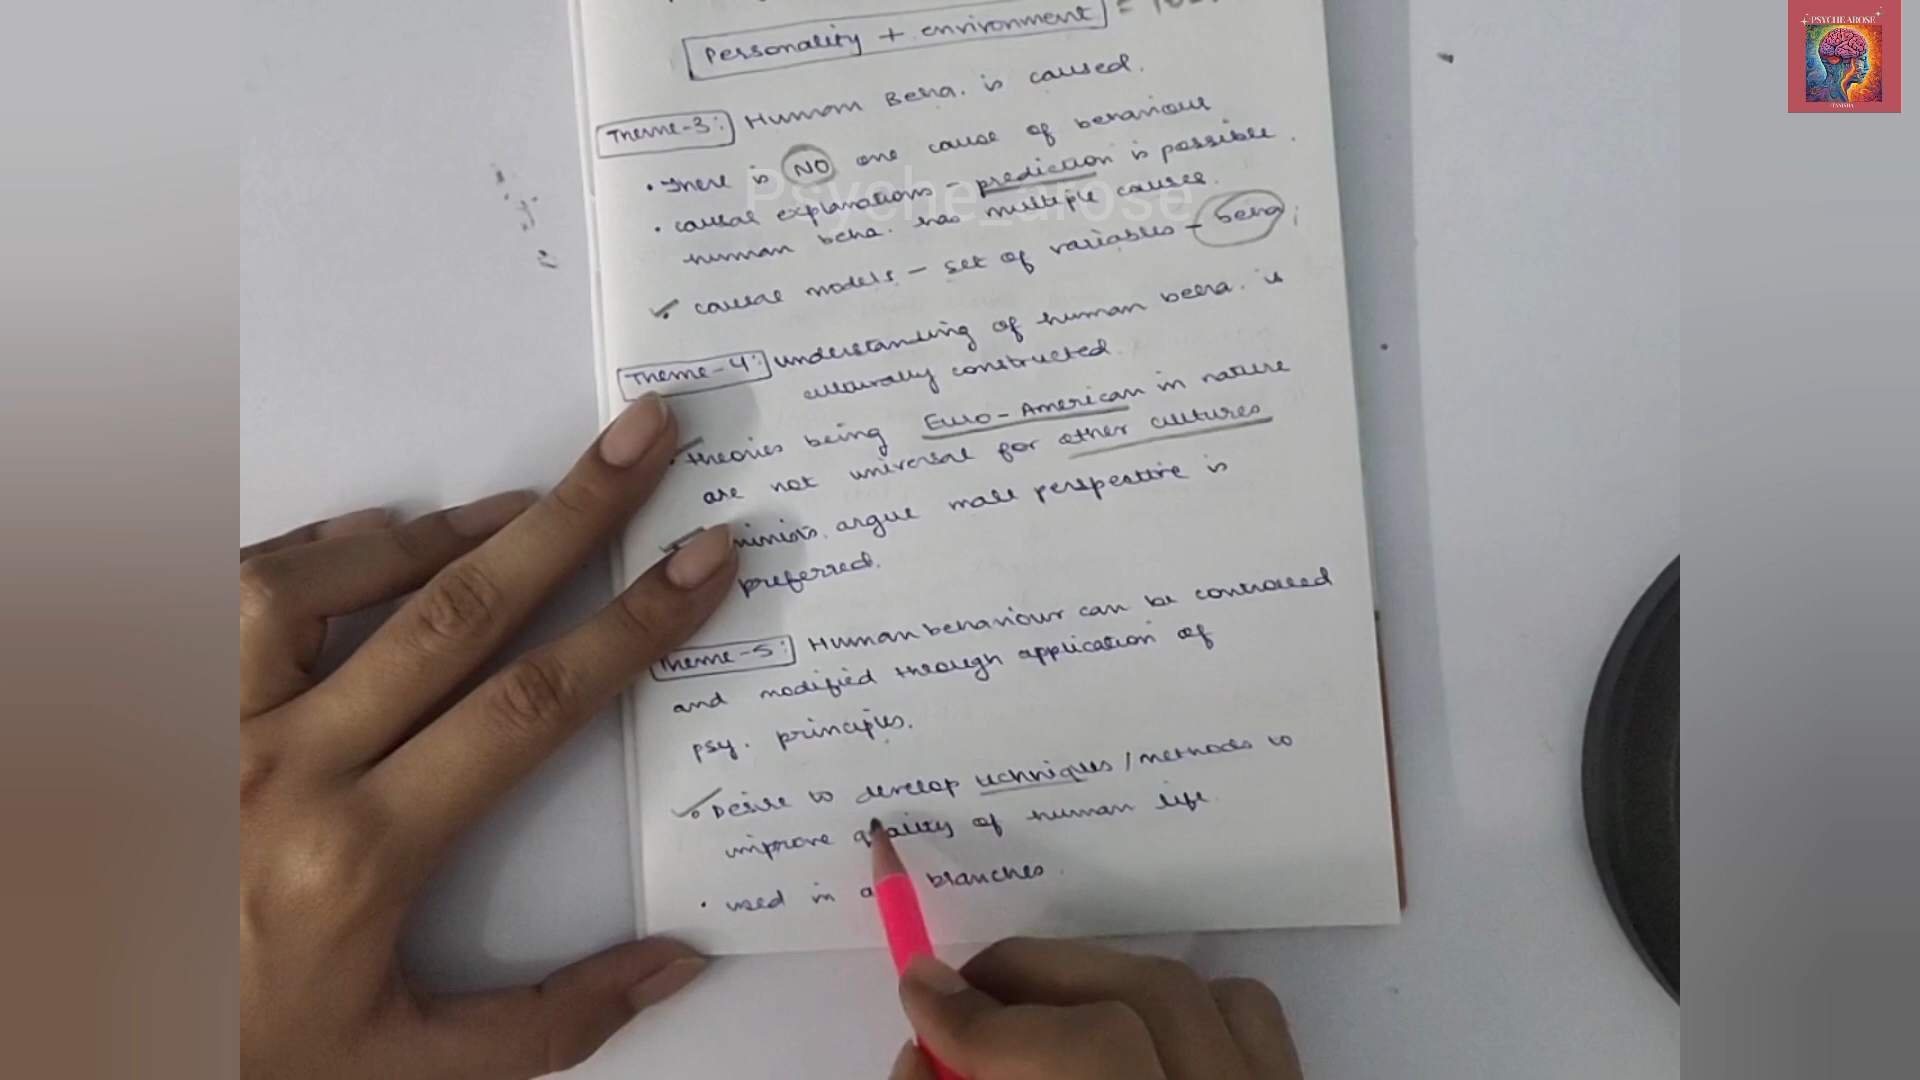 Personality + environment =
Theme-3: Human Beha. is caused.
• There is NO one cause of behaviour
• causal explanations - prediction is possible.
human beha. has multiple causes.
• causal models - set of variables - beha
Theme-4: understanding of human beha. is
culturally constructed.
• theories being Euro-American in nature
are not universal for other cultures
minists argue male perspective is
preferred.
Theme-5: Human behaviour can be controlled
and modified through application of
psy. principles.
• Desire to develop techniques/methods to
improve quality of human life.
• used in branches.
Psyche_arose
PSYCHE AROSE